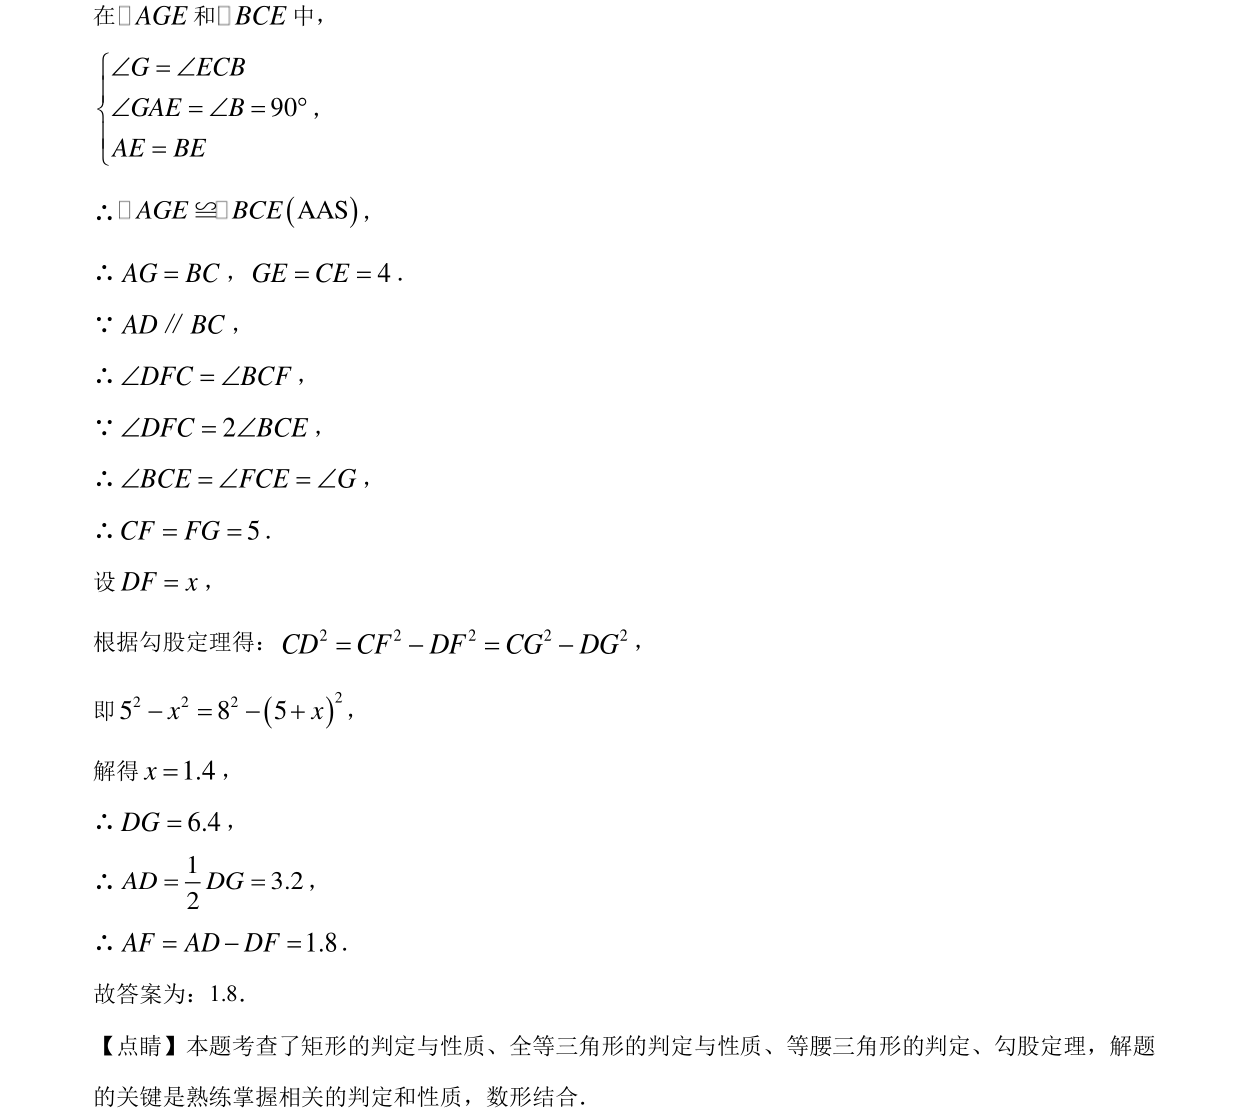 在□AGE和□BCE中，
∠G = ∠ECB
∠GAE = ∠B = 90°，
AE = BE
∴□AGE≌□BCE(AAS)，
∴ AG = BC， GE = CE = 4．
∵ AD∥BC，
∴ ∠DFC = ∠BCF，
∵ ∠DFC = 2∠BCE，
∴ ∠BCE = ∠FCE = ∠G，
∴ CF = FG = 5．
设DF = x，
根据勾股定理得：CD² = CF² − DF² = CG² − DG²，
即5² − x² = 8² − (5 + x)²，
解得x = 1.4，
∴ DG = 6.4，
∴ AD = 1/2 DG = 3.2，
∴ AF = AD − DF = 1.8．
故答案为：1.8．
【点睛】本题考查了矩形的判定与性质、全等三角形的判定与性质、等腰三角形的判定、勾股定理，解题
的关键是熟练掌握相关的判定和性质，数形结合．